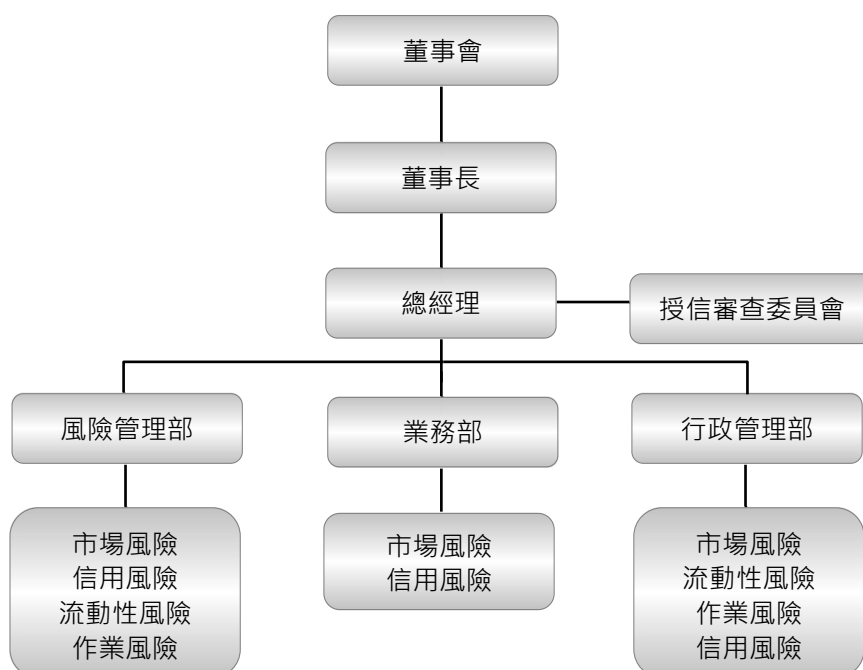 董事會
董事長
總經理
授信審查委員會
風險管理部
業務部
行政管理部
市場風險
信用風險
流動性風險
作業風險
市場風險
信用風險
市場風險
流動性風險
作業風險
信用風險